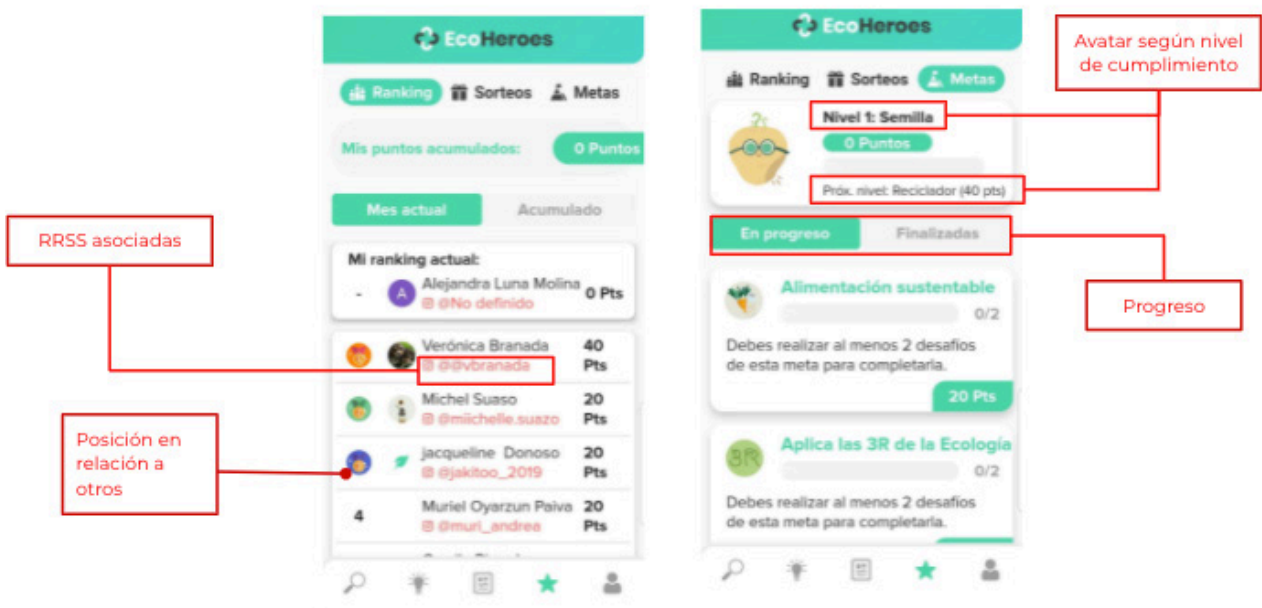 EcoHeroes
Ranking
Sorteos
Metas
Mis puntos acumulados:
0 Puntos
Mes actual
Acumulado
Mi ranking actual:
-
A
Alejandra Luna Molina
@No definido
0 Pts
Verónica Branada
@@vbranada
40
Pts
Michel Suaso
@miichelle.suazo
20
Pts
jacqueline Donoso
@jakitoo_2019
20
Pts
4
Muriel Oyarzun Paiva
@muri_andrea
20
Pts
RRSS asociadas
Posición en
relación a
otros
EcoHeroes
Ranking
Sorteos
Metas
Nivel 1: Semilla
0 Puntos
Próx. nivel: Reciclador (40 pts)
En progreso
Finalizadas
Alimentación sustentable
0/2
Debes realizar al menos 2 desafíos
de esta meta para completarla.
20 Pts
3R
Aplica las 3R de la Ecología
0/2
Debes realizar al menos 2 desafíos
de esta meta para completarla.
Avatar según nivel
de cumplimiento
Progreso